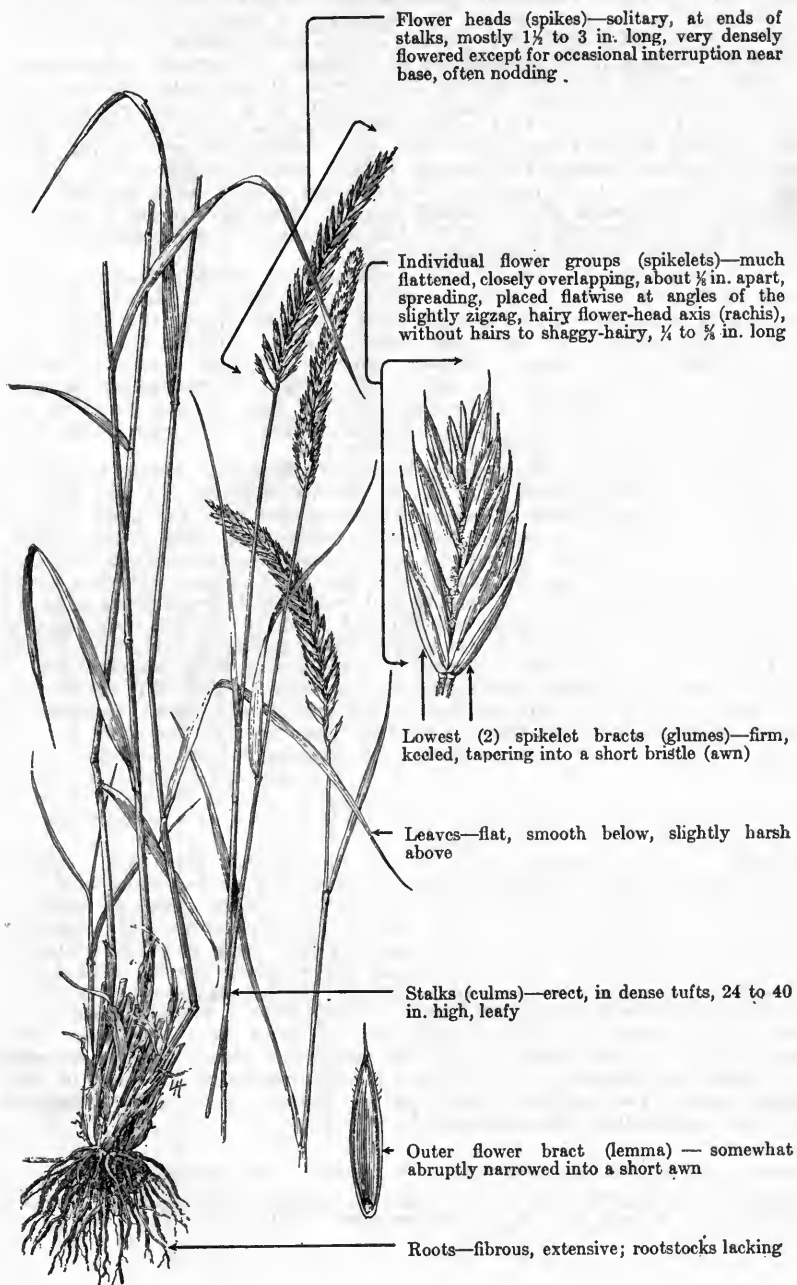 Flower heads (spikes)—solitary, at ends of
stalks, mostly 1½ to 3 in. long, very densely
flowered except for occasional interruption near
base, often nodding .
Individual flower groups (spikelets)—much
flattened, closely overlapping, about ⅛ in. apart,
spreading, placed flatwise at angles of the
slightly zigzag, hairy flower-head axis (rachis),
without hairs to shaggy-hairy, ¼ to ⅝ in. long
Lowest (2) spikelet bracts (glumes)—firm,
keeled, tapering into a short bristle (awn)
Leaves—flat, smooth below, slightly harsh
above
Stalks (culms)—erect, in dense tufts, 24 to 40
in. high, leafy
Outer flower bract (lemma) — somewhat
abruptly narrowed into a short awn
Roots—fibrous, extensive; rootstocks lacking